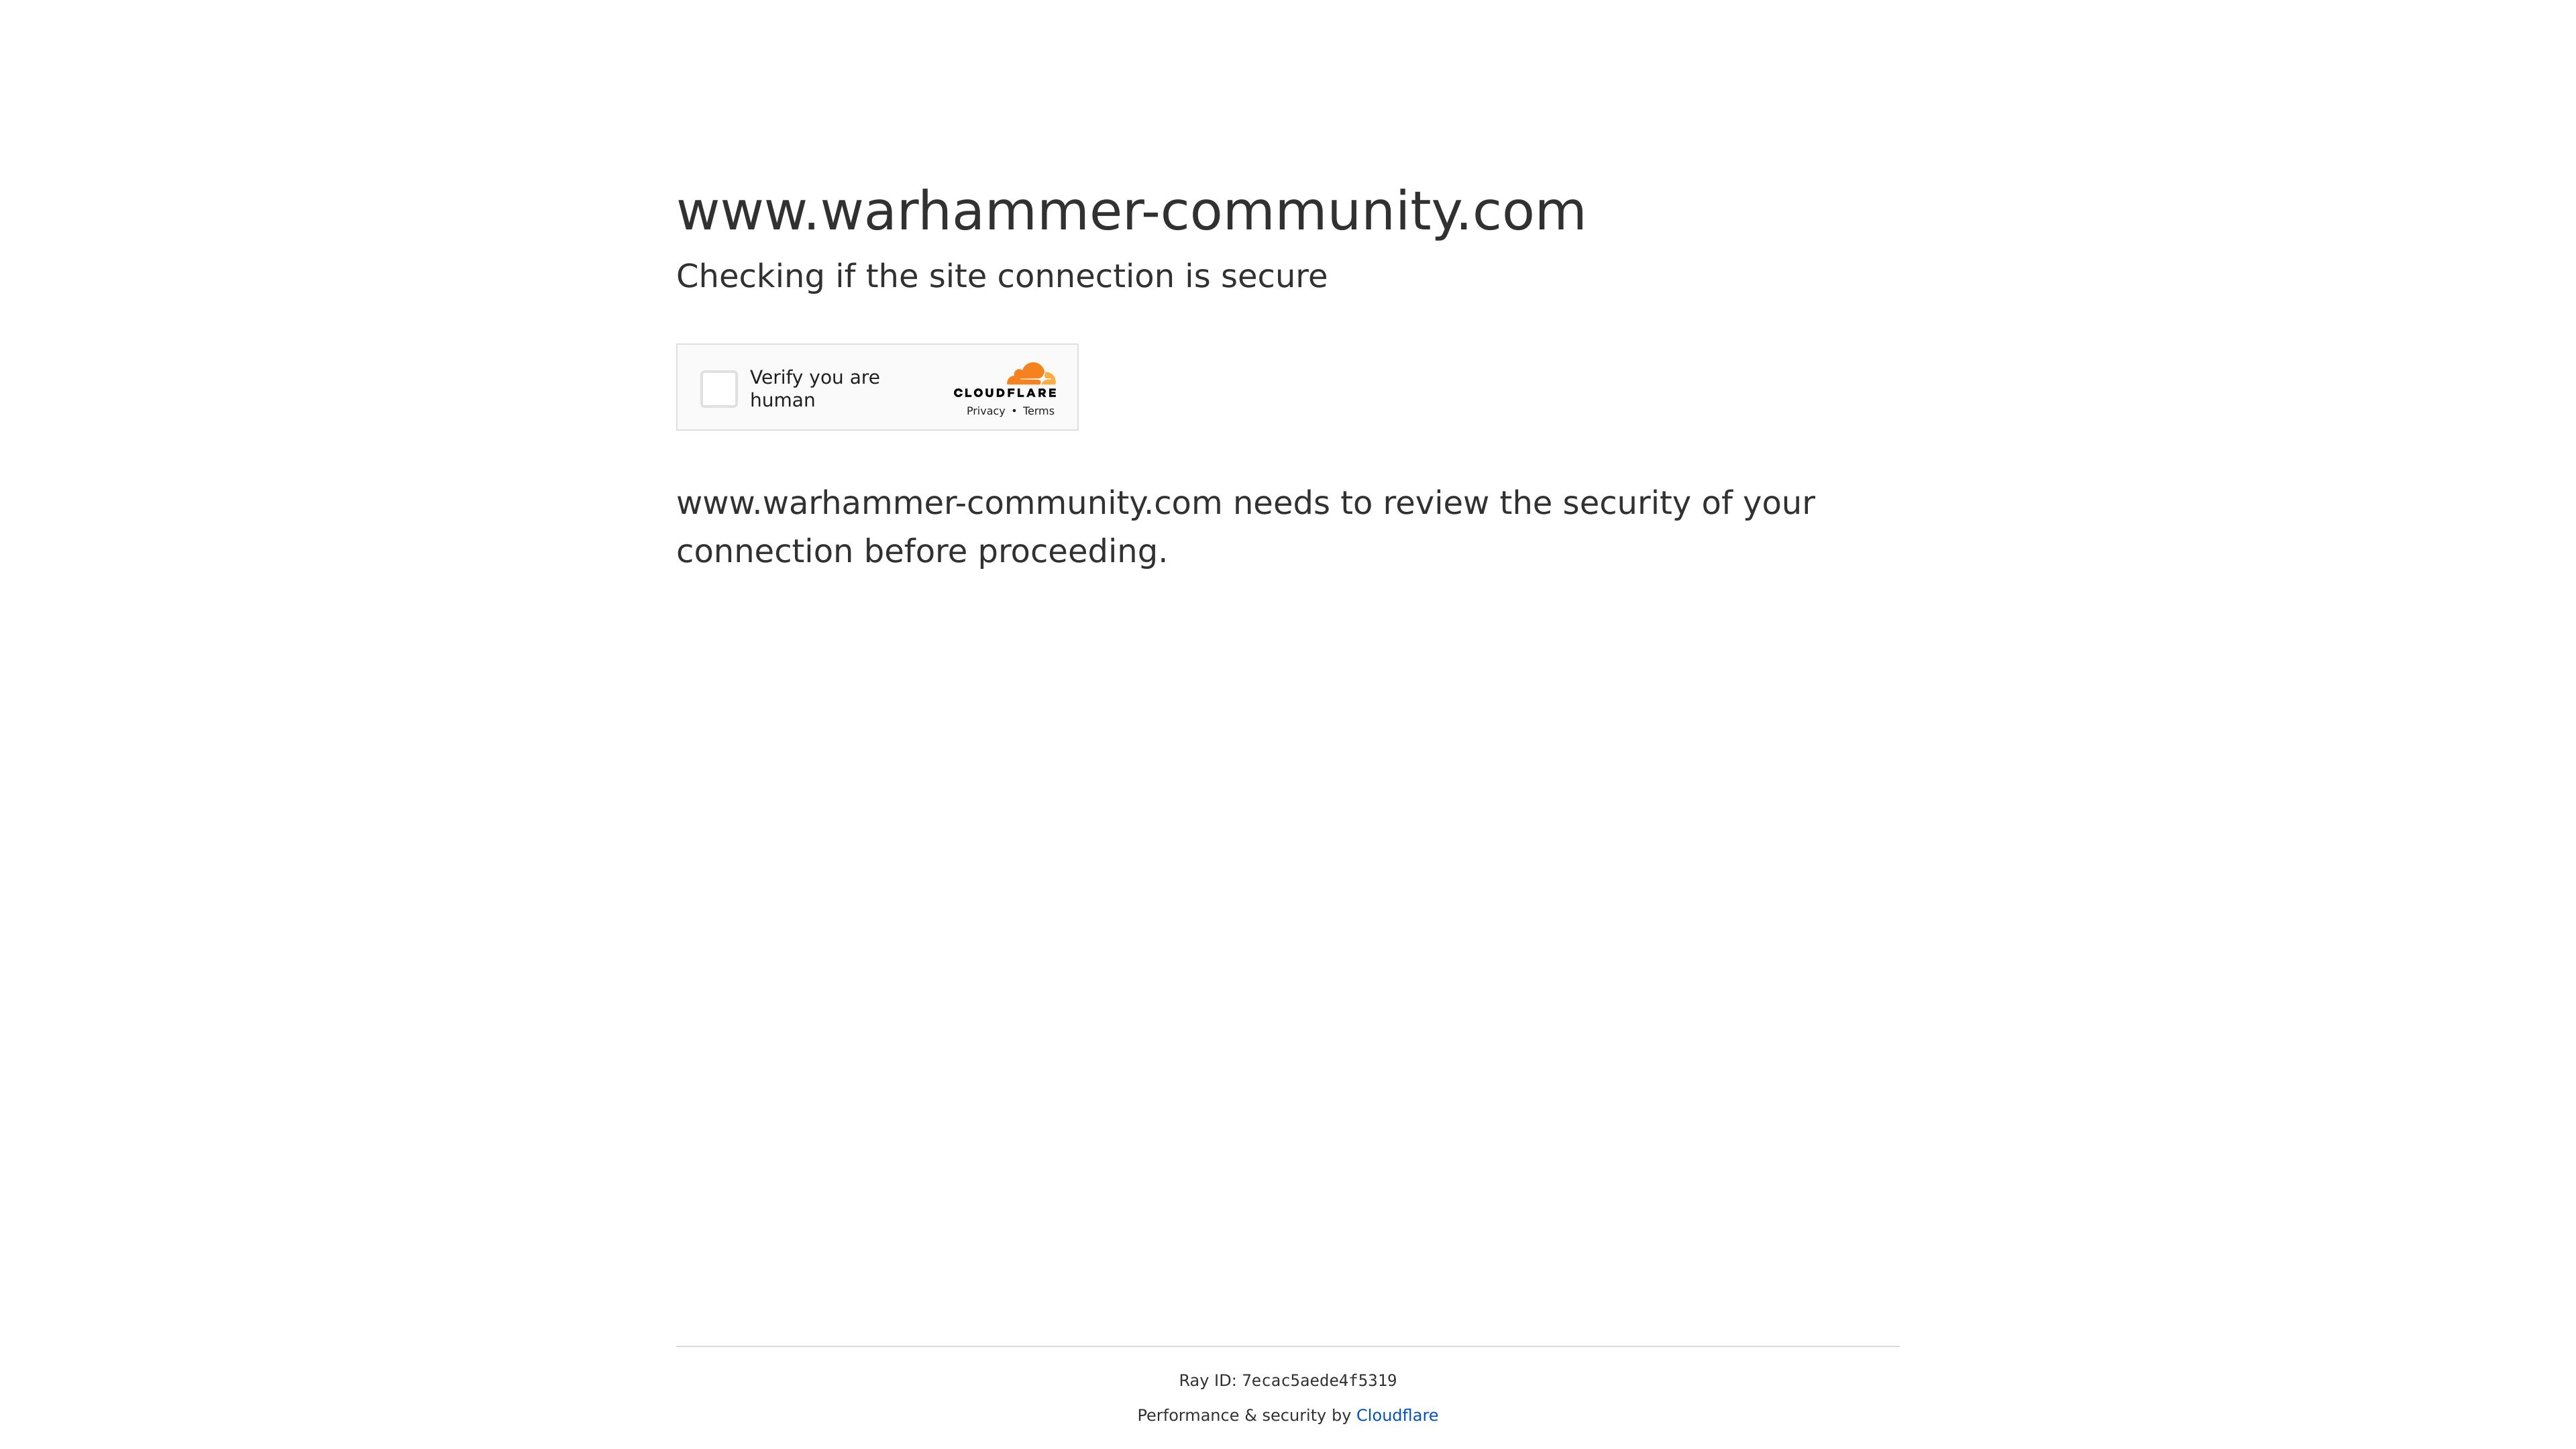 www.warhammer-community.com
Checking if the site connection is secure
Verify you are
human
CLOUDFLARE
Privacy • Terms
www.warhammer-community.com needs to review the security of your
connection before proceeding.
Ray ID: 7ecac5aede4f5319
Performance & security by Cloudflare